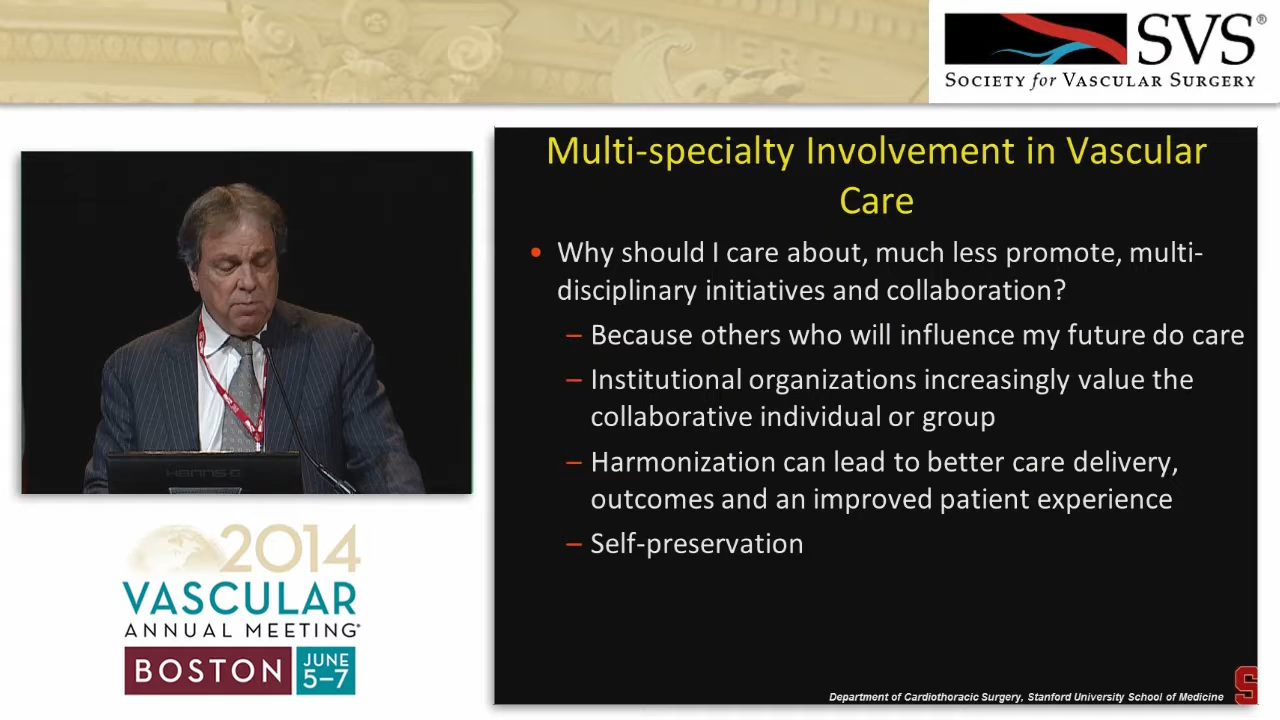 SVS®
SOCIETY for VASCULAR SURGERY
Multi-specialty Involvement in Vascular
Care
• Why should I care about, much less promote, multi-
disciplinary initiatives and collaboration?
– Because others who will influence my future do care
– Institutional organizations increasingly value the
collaborative individual or group
– Harmonization can lead to better care delivery,
outcomes and an improved patient experience
– Self-preservation
Department of Cardiothoracic Surgery, Stanford University School of Medicine
S
HANNS G
2014
VASCULAR
ANNUAL MEETING®
BOSTON
JUNE
5–7